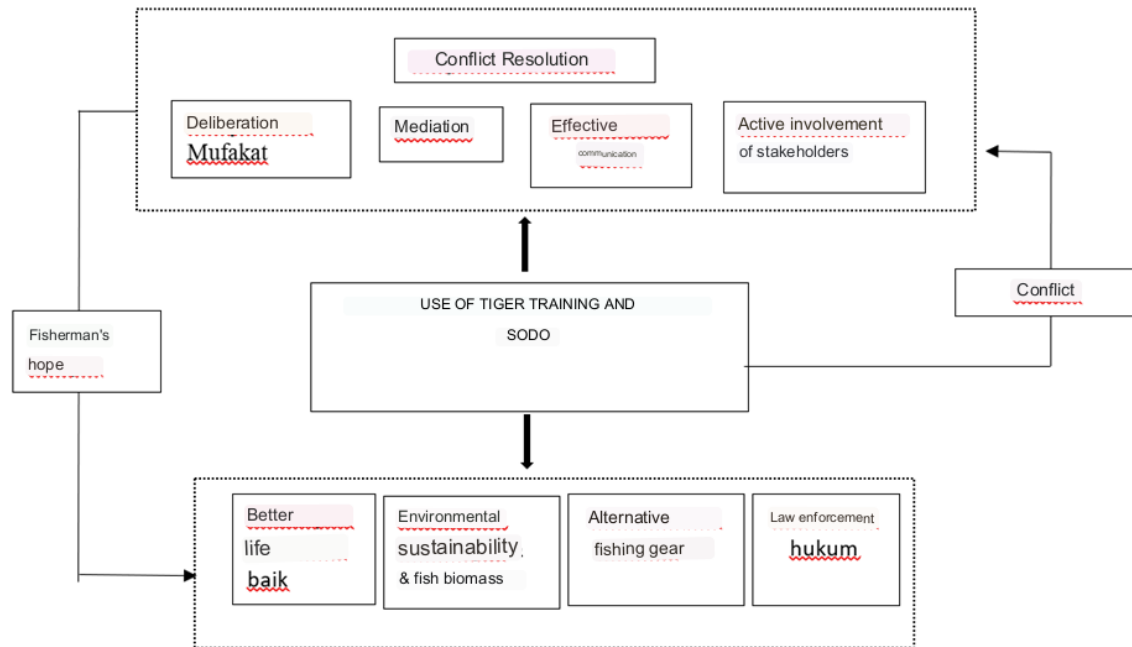 Conflict Resolution
Deliberation
Mufakat
Mediation
Effective
communication
Active involvement
of stakeholders
USE OF TIGER TRAINING AND
SODO
Conflict
Fisherman's
hope
Better
life
baik
Environmental
sustainability
& fish biomass
Alternative
fishing gear
Law enforcement
hukum